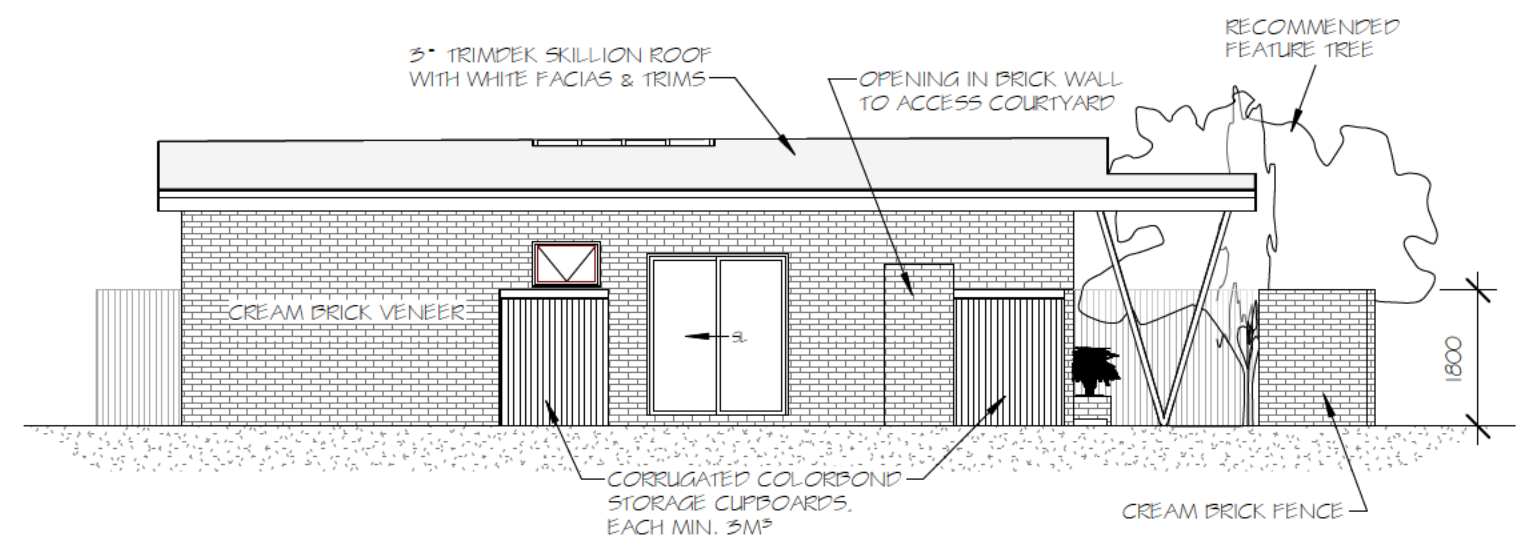 RECOMMENDED
FEATURE TREE
3° TRIMDEK SKILLION ROOF
WITH WHITE FACIAS & TRIMS
OPENING IN BRICK WALL
TO ACCESS COURTYARD
CREAM BRICK VENEER
SL
1800
CORRUGATED COLORBOND
STORAGE CUPBOARDS,
EACH MIN. 3M³
CREAM BRICK FENCE